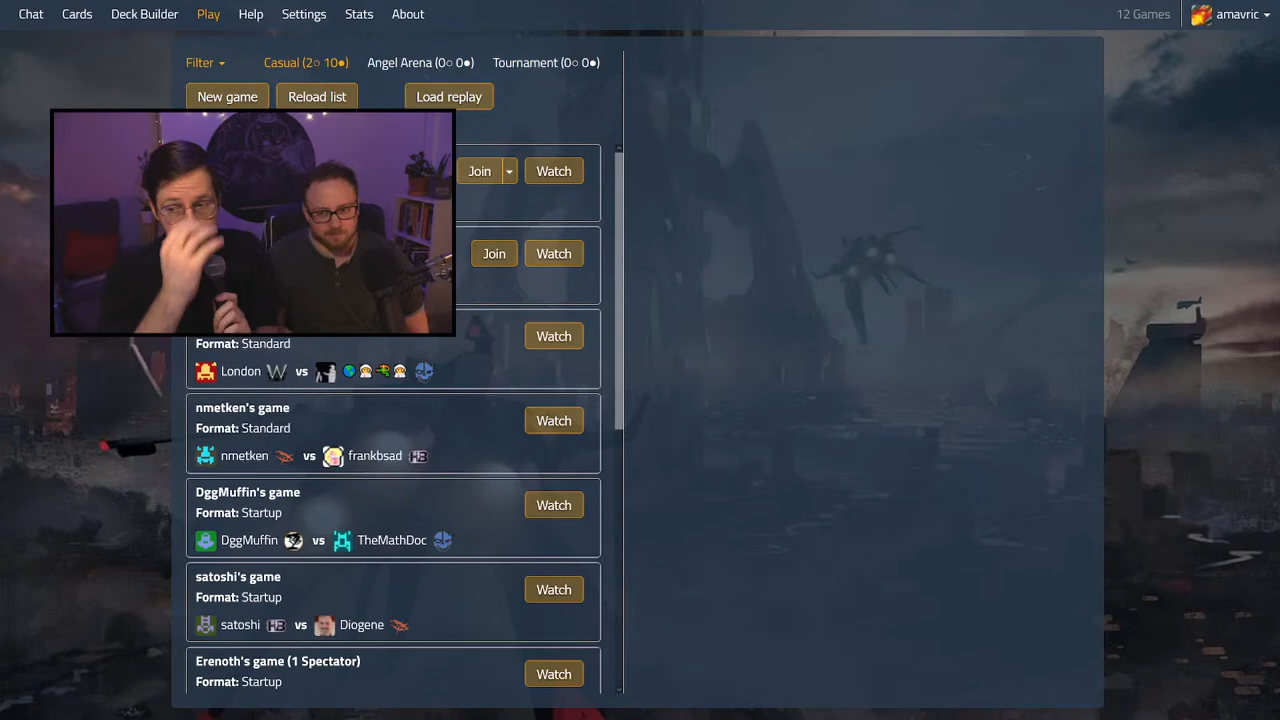 Chat Cards Deck Builder Play Help Settings Stats About 12 Games amavric
Filter Casual (2○ 10●) Angel Arena (0○ 0●) Tournament (0○ 0●)
New game Reload list Load replay
Join Watch
Join Watch
Watch
Format: Standard
London vs
nmetken's game
Watch
Format: Standard
nmetken vs frankbsad HB
DggMuffin's game
Watch
Format: Startup
DggMuffin vs TheMathDoc
satoshi's game
Watch
Format: Startup
satoshi HB vs Diogene
Erenoth's game (1 Spectator)
Watch
Format: Startup